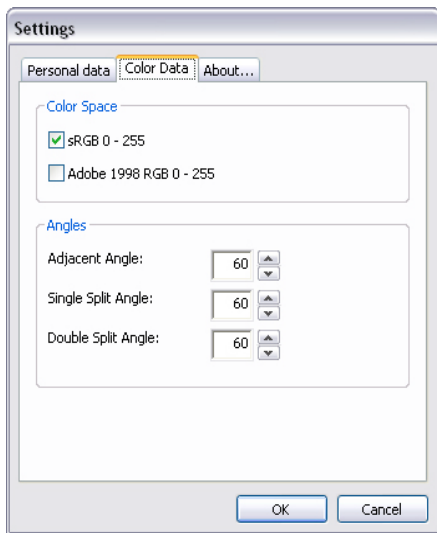 Settings
Personal data Color Data About...
Color Space
sRGB 0 - 255
Adobe 1998 RGB 0 - 255
Angles
Adjacent Angle: 60
Single Split Angle: 60
Double Split Angle: 60
OK Cancel